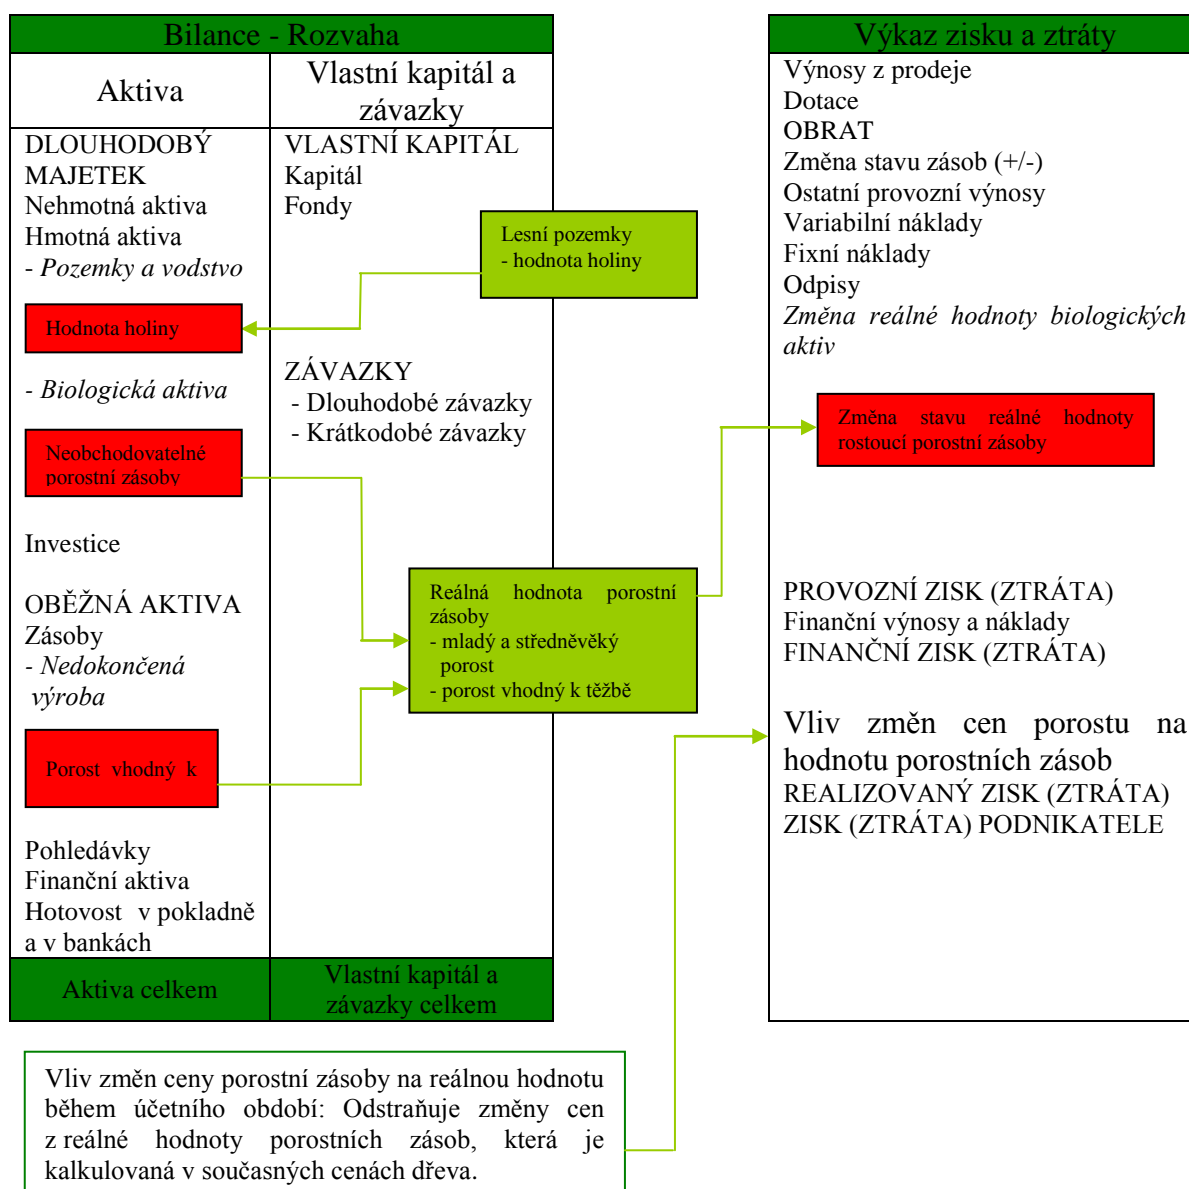 Bilance - Rozvaha
Aktiva
Vlastní kapitál a
závazky
DLOUHODOBÝ
MAJETEK
Nehmotná aktiva
Hmotná aktiva
- Pozemky a vodstvo
Hodnota holiny
- Biologická aktiva
Neobchodovatelné
porostní zásoby
Investice
OBĚŽNÁ AKTIVA
Zásoby
- Nedokončená
výroba
Porost vhodný k
Pohledávky
Finanční aktiva
Hotovost v pokladně
a v bankách
Aktiva celkem
VLASTNÍ KAPITÁL
Kapitál
Fondy
Lesní pozemky
- hodnota holiny
ZÁVAZKY
- Dlouhodobé závazky
- Krátkodobé závazky
Reálná hodnota porostní
zásoby
- mladý a středněvěký
porost
- porost vhodný k těžbě
Vlastní kapitál a
závazky celkem
Výkaz zisku a ztráty
Výnosy z prodeje
Dotace
OBRAT
Změna stavu zásob (+/-)
Ostatní provozní výnosy
Variabilní náklady
Fixní náklady
Odpisy
Změna reálné hodnoty biologických
aktiv
Změna stavu reálné hodnoty
rostoucí porostní zásoby
PROVOZNÍ ZISK (ZTRÁTA)
Finanční výnosy a náklady
FINANČNÍ ZISK (ZTRÁTA)
Vliv změn cen porostu na
hodnotu porostních zásob
REALIZOVANÝ ZISK (ZTRÁTA)
ZISK (ZTRÁTA) PODNIKATELE
Vliv změn ceny porostní zásoby na reálnou hodnotu
během účetního období: Odstraňuje změny cen
z reálné hodnoty porostních zásob, která je
kalkulovaná v současných cenách dřeva.